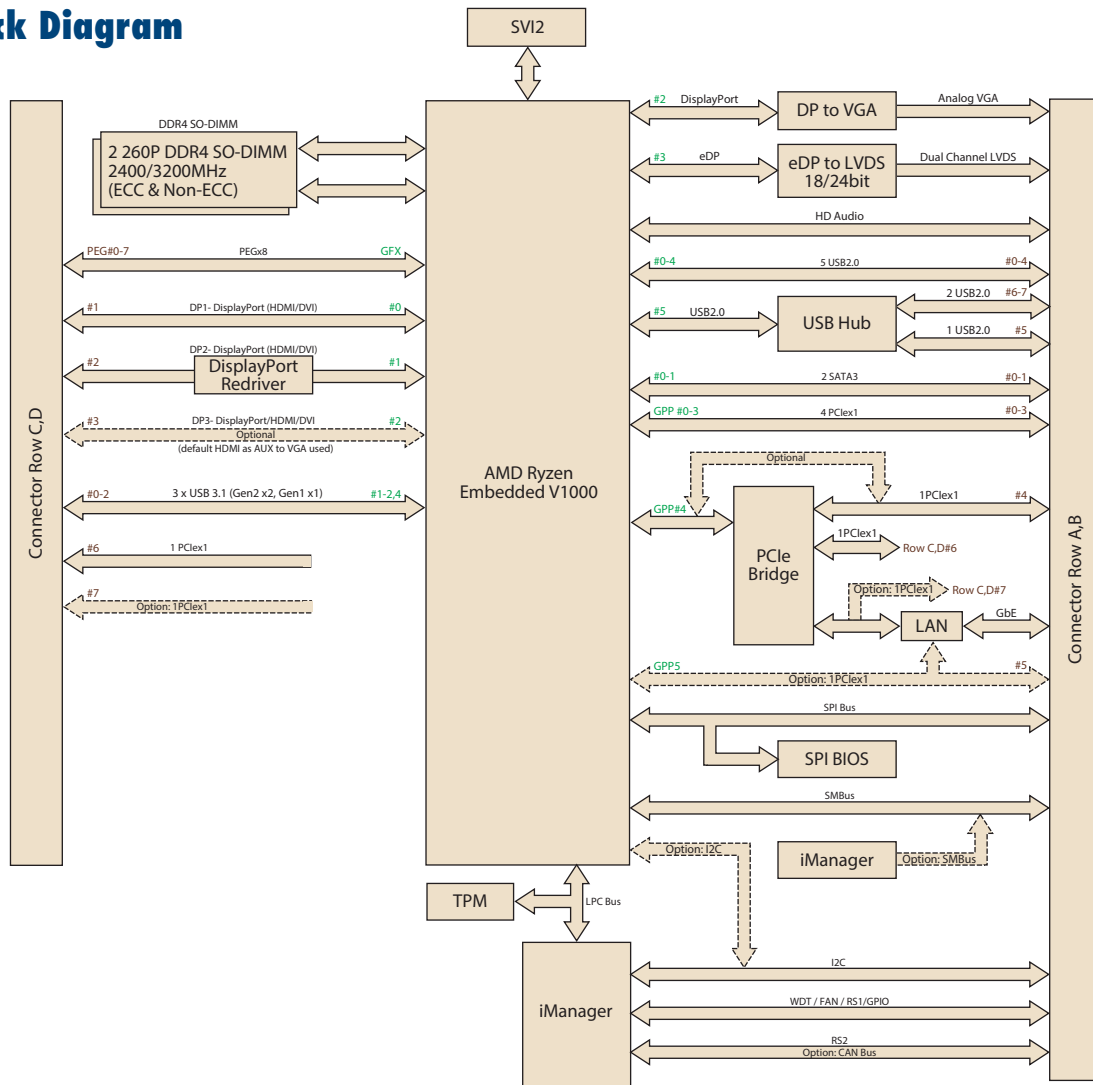 ck Diagram
SVI2
DDR4 SO-DIMM
2 260P DDR4 SO-DIMM
2400/3200MHz
(ECC & Non-ECC)
PEG#0-7 PEGx8 GFX
#1 DP1- DisplayPort (HDMI/DVI) #0
DP2- DisplayPort (HDMI/DVI)
#2 DisplayPort #1
Redriver
#3 DP3- DisplayPort/HDMI/DVI #2
Optional
(default HDMI as AUX to VGA used)
#0-2 3 x USB 3.1 (Gen2 x2, Gen1 x1) #1-2,4
#6 1 PCIex1
#7
Option: 1PCIex1
Connector Row C,D
AMD Ryzen
Embedded V1000
#2 DisplayPort DP to VGA Analog VGA
#3 eDP eDP to LVDS Dual Channel LVDS
18/24bit
HD Audio
#0-4 5 USB2.0 #0-4
2 USB2.0 #6-7
#5 USB2.0 USB Hub
1 USB2.0 #5
#0-1 2 SATA3 #0-1
GPP #0-3 4 PCIex1 #0-3
Optional
GPP#4
PCIe
Bridge
1PCIex1 #4
1PCIex1
Row C,D#6
Option: 1PCIex1 Row C,D#7
LAN GbE
GPP5 #5
Option: 1PCIex1
SPI Bus
SPI BIOS
SMBus
Option: I2C
iManager Option: SMBus
Connector Row A,B
TPM LPC Bus
iManager
I2C
WDT / FAN / RS1/GPIO
RS2
Option: CAN Bus